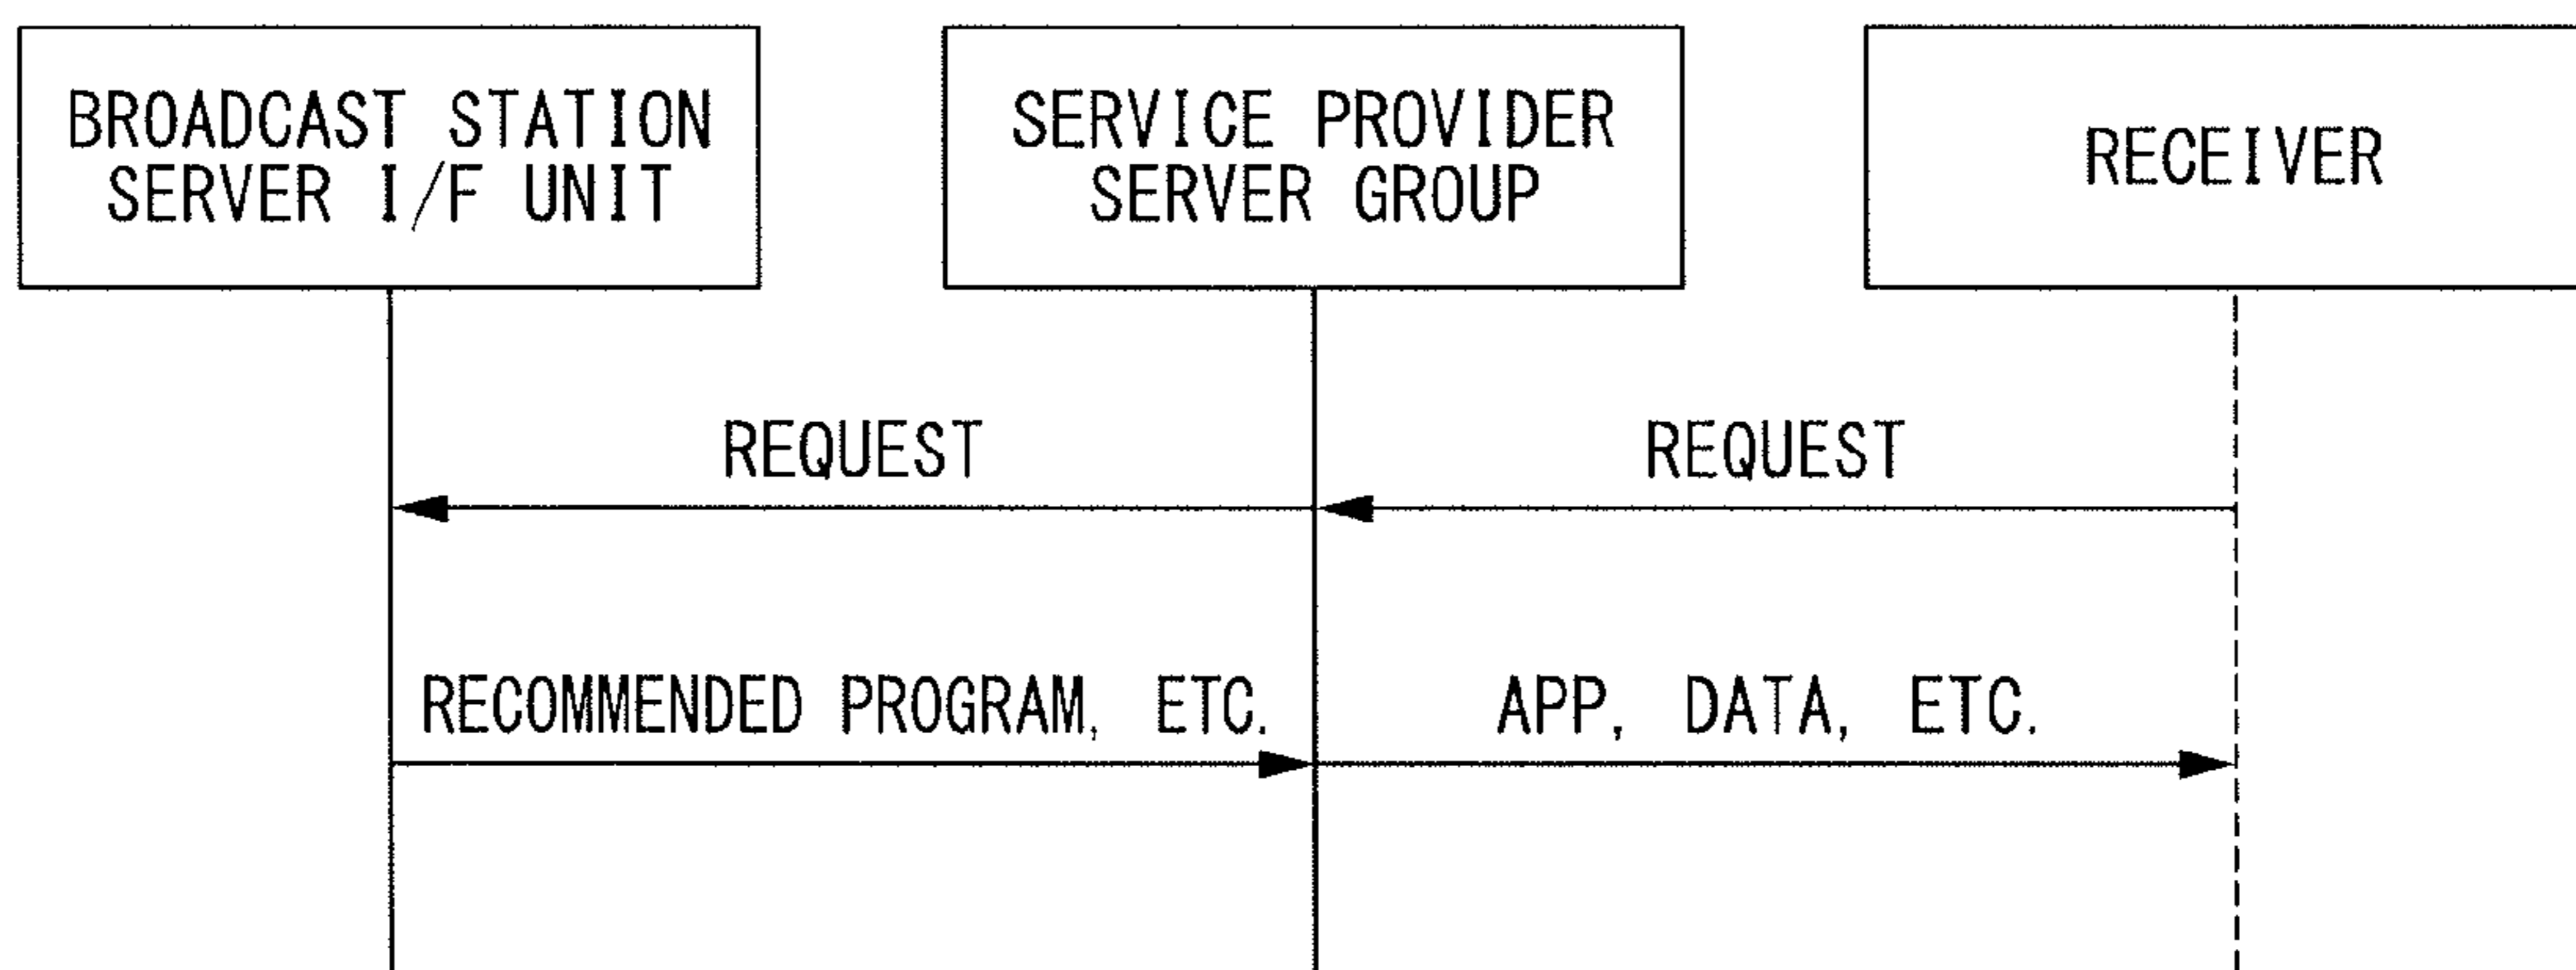 BROADCAST STATION
SERVER I/F UNIT
SERVICE PROVIDER
SERVER GROUP
RECEIVER
REQUEST
REQUEST
RECOMMENDED PROGRAM, ETC.
APP, DATA, ETC.